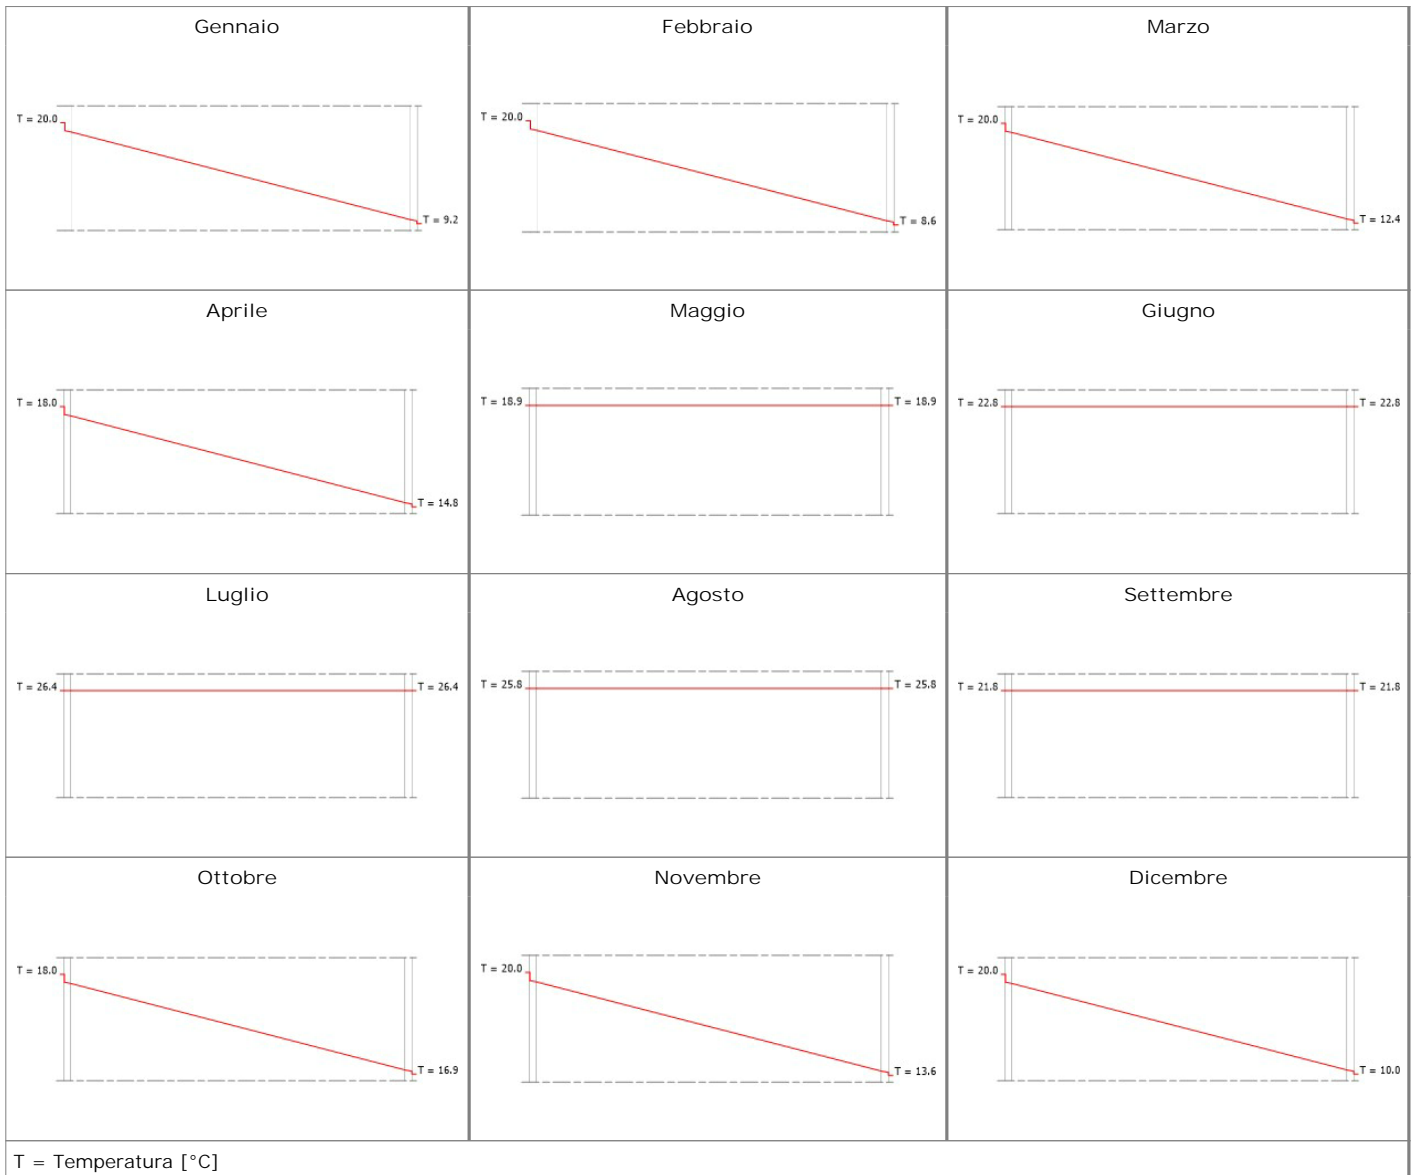 Gennaio
T = 20.0
T = 9.2
Febbraio
T = 20.0
T = 8.6
Marzo
T = 20.0
T = 12.4
Aprile
T = 18.0
T = 14.8
Maggio
T = 18.9
T = 18.9
Giugno
T = 22.8
T = 22.8
Luglio
T = 26.4
T = 26.4
Agosto
T = 25.8
T = 25.8
Settembre
T = 21.8
T = 21.8
Ottobre
T = 18.0
T = 16.9
Novembre
T = 20.0
T = 13.6
Dicembre
T = 20.0
T = 10.0
T = Temperatura [°C]